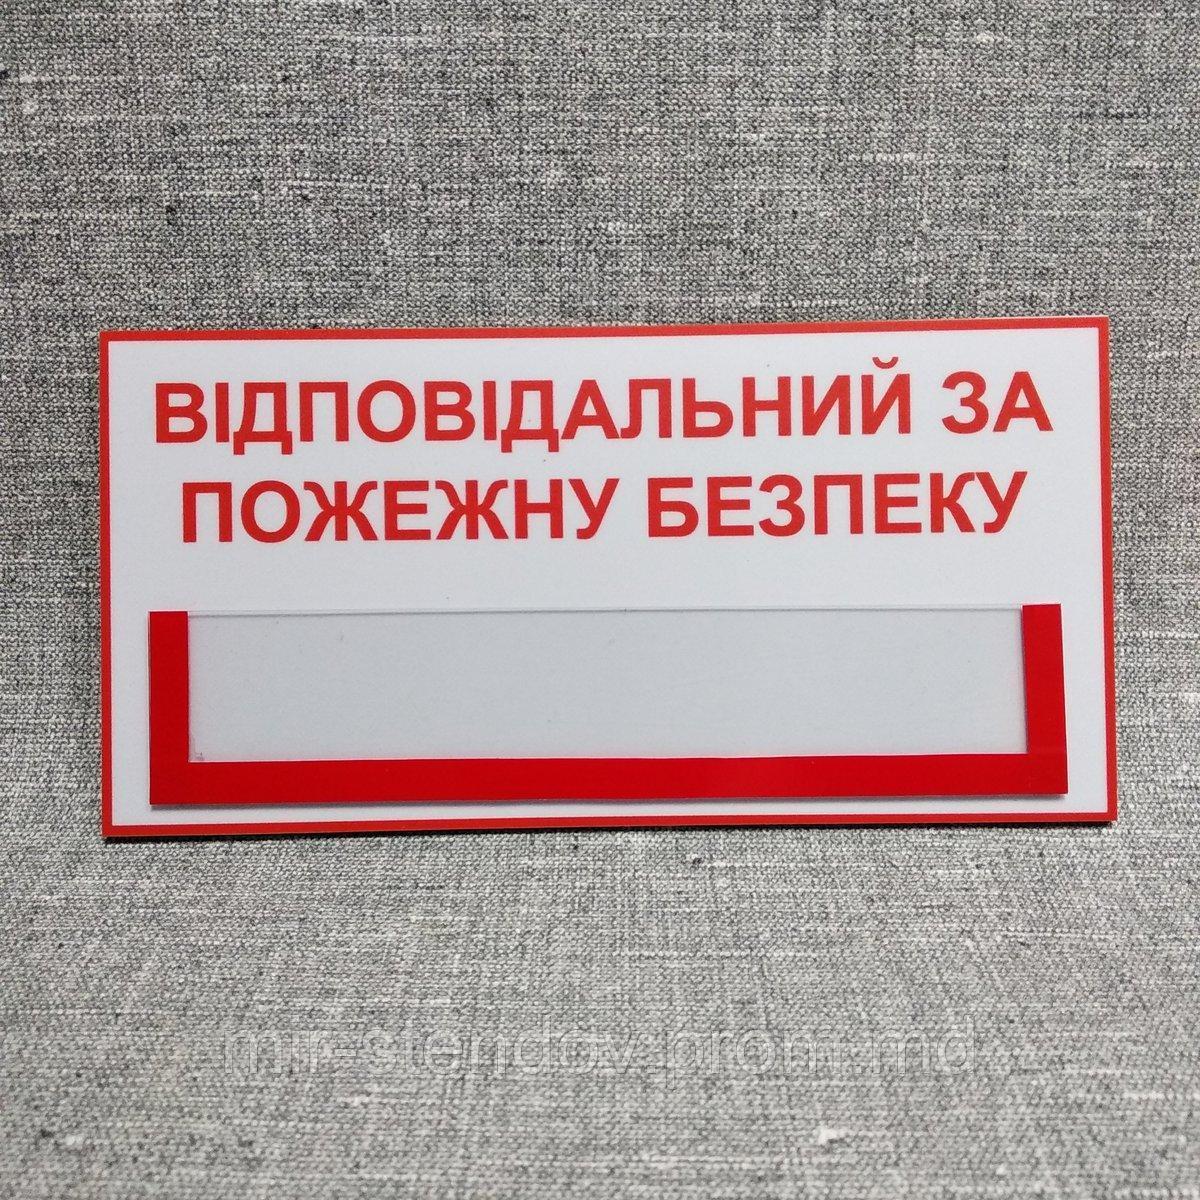 ВІДПОВІДАЛЬНИЙ ЗА
ПОЖЕЖНУ БЕЗПЕКУ
mir-stendov.prom.md